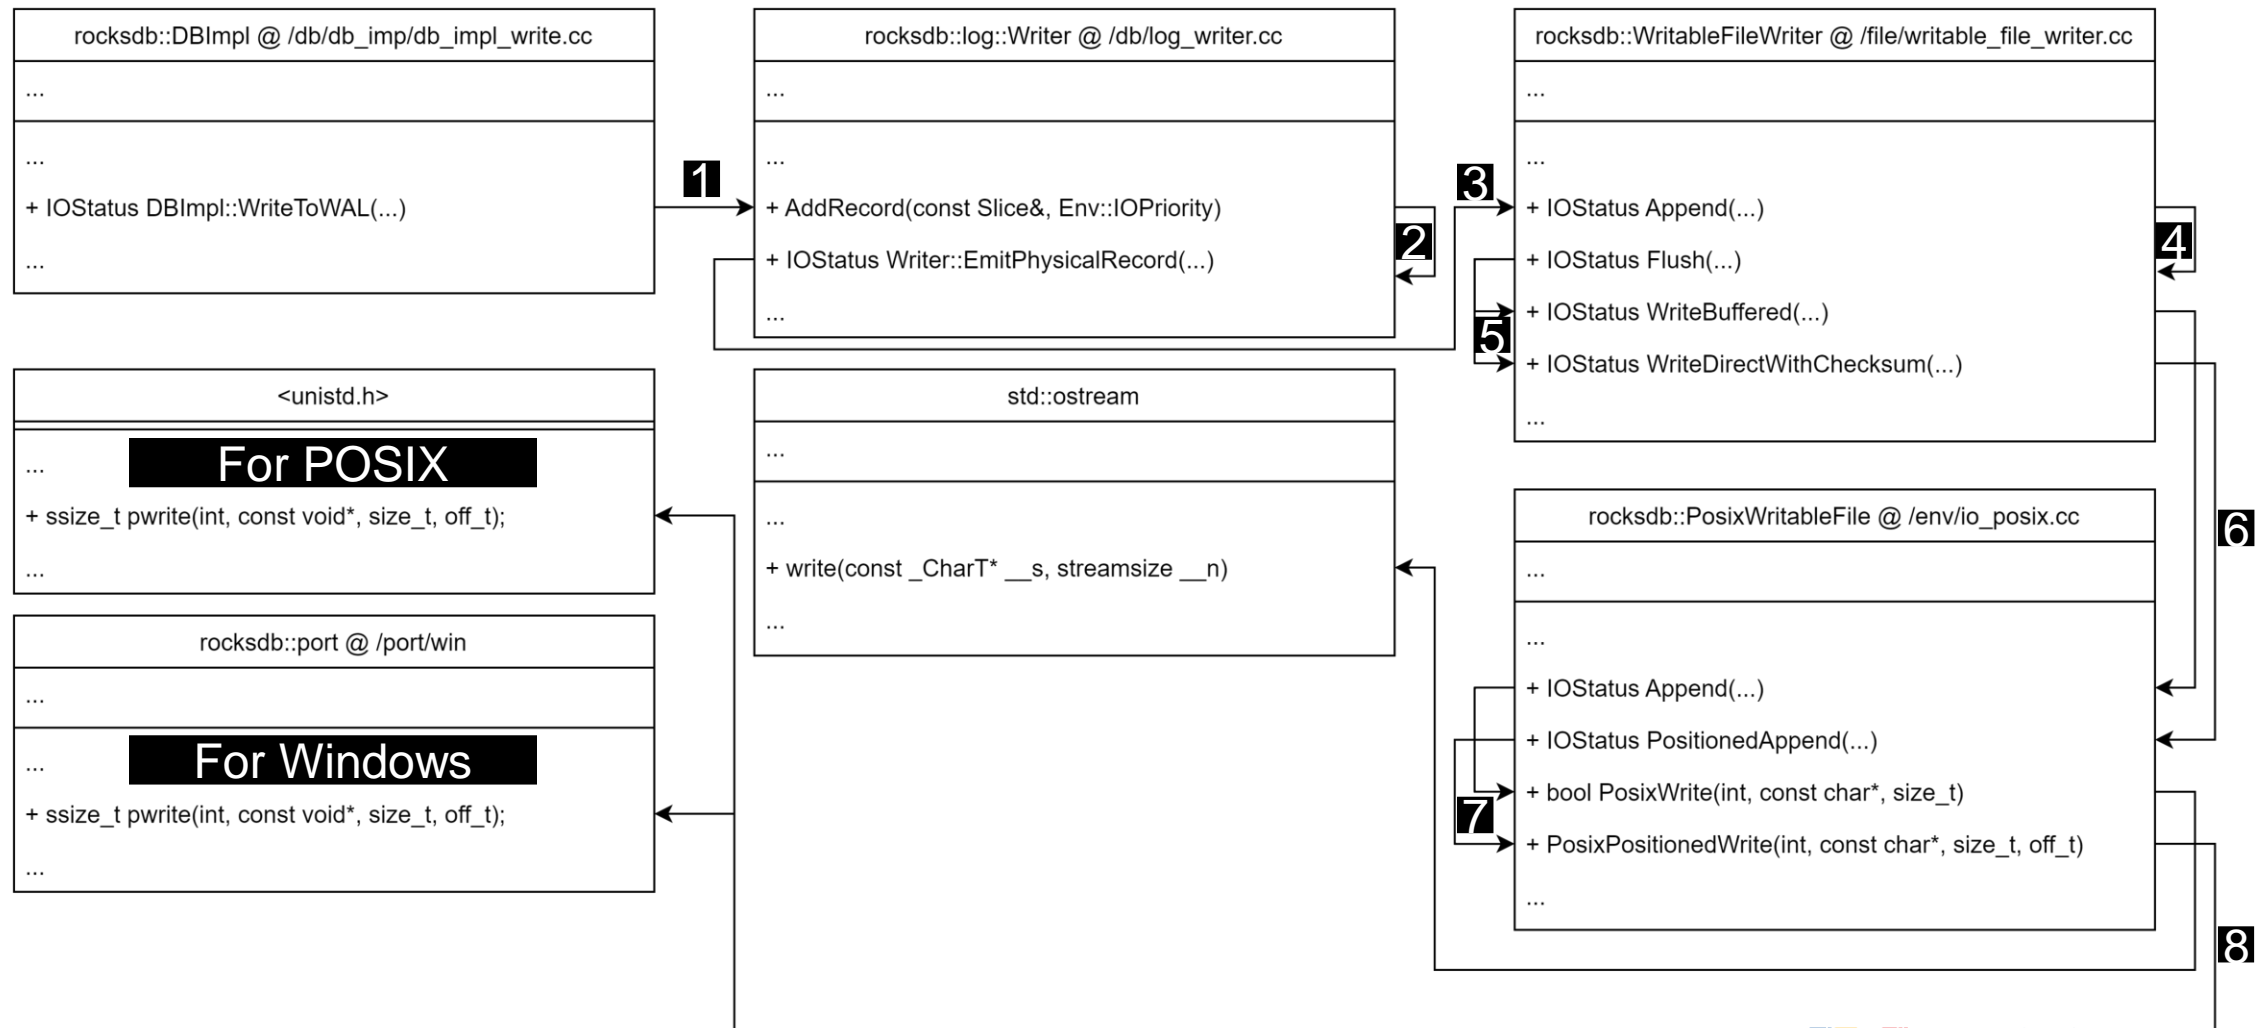 rocksdb::DBImpl @ /db/db_imp/db_impl_write.cc
...
...
+ IOStatus DBImpl::WriteToWAL(...)
...
1
rocksdb::log::Writer @ /db/log_writer.cc
...
...
+ AddRecord(const Slice&, Env::IOPriority)
+ IOStatus Writer::EmitPhysicalRecord(...)
...
2
3
rocksdb::WritableFileWriter @ /file/writable_file_writer.cc
...
...
+ IOStatus Append(...)
+ IOStatus Flush(...)
+ IOStatus WriteBuffered(...)
+ IOStatus WriteDirectWithChecksum(...)
...
4
5
<unistd.h>
...
For POSIX
+ ssize_t pwrite(int, const void*, size_t, off_t);
...
std::ostream
...
...
+ write(const _CharT* __s, streamsize __n)
...
rocksdb::PosixWritableFile @ /env/io_posix.cc
...
...
+ IOStatus Append(...)
+ IOStatus PositionedAppend(...)
+ bool PosixWrite(int, const char*, size_t)
+ PosixPositionedWrite(int, const char*, size_t, off_t)
...
6
7
8
rocksdb::port @ /port/win
...
...
For Windows
+ ssize_t pwrite(int, const void*, size_t, off_t);
...